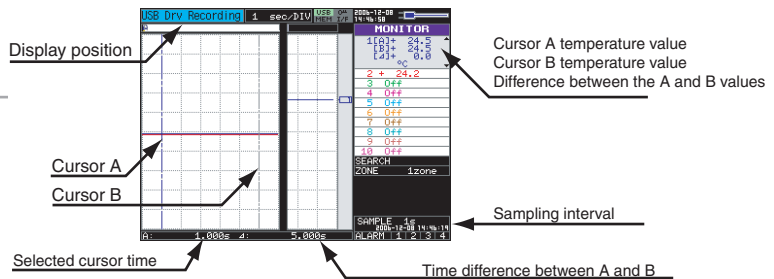 USB Drv Recording 1 sec/DIV USB MEM I/F 2006-12-08 14:46:58
Display position
MONITOR
1[A]+ 24.5
[B]+ 24.5
[⊿]+ 0.0
°C
Cursor A temperature value
Cursor B temperature value
Difference between the A and B values
2 + 24.2
3 Off
4 Off
5 Off
6 Off
7 Off
8 Off
9 Off
10 Off
Cursor A
Cursor B
SEARCH
ZONE 1zone
SAMPLE 1s
2006-12-08 14:46:14
ALARM 1 2 3 4
Sampling interval
A: 1.000s ⊿: 5.000s
Selected cursor time
Time difference between A and B